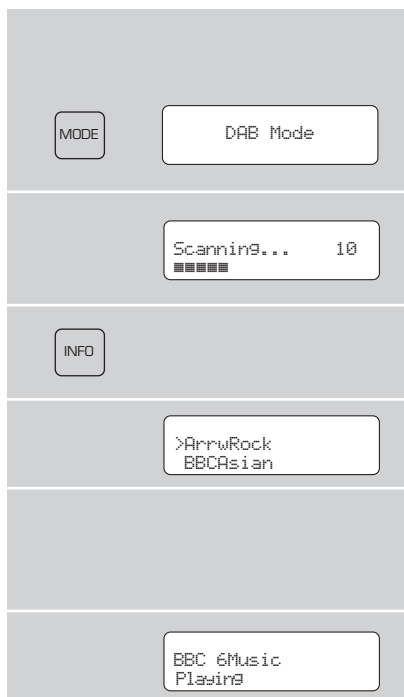 MODE
DAB Mode
Scanning... 10
INFO
>ArrwRock
BBCAsian
BBC 6Music
Playing